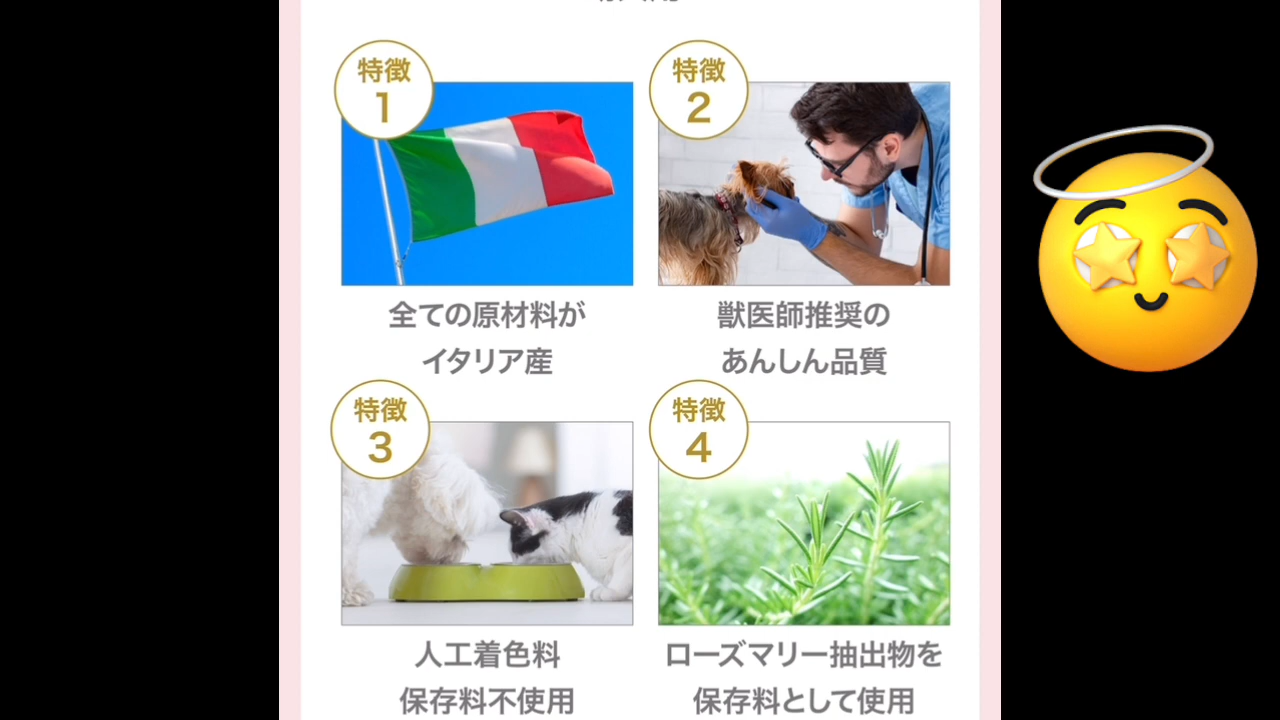 特徴
1
特徴
2
全ての原材料が
イタリア産
獣医師推奨の
あんしん品質
特徴
3
特徴
4
人工着色料
保存料不使用
ローズマリー抽出物を
保存料として使用